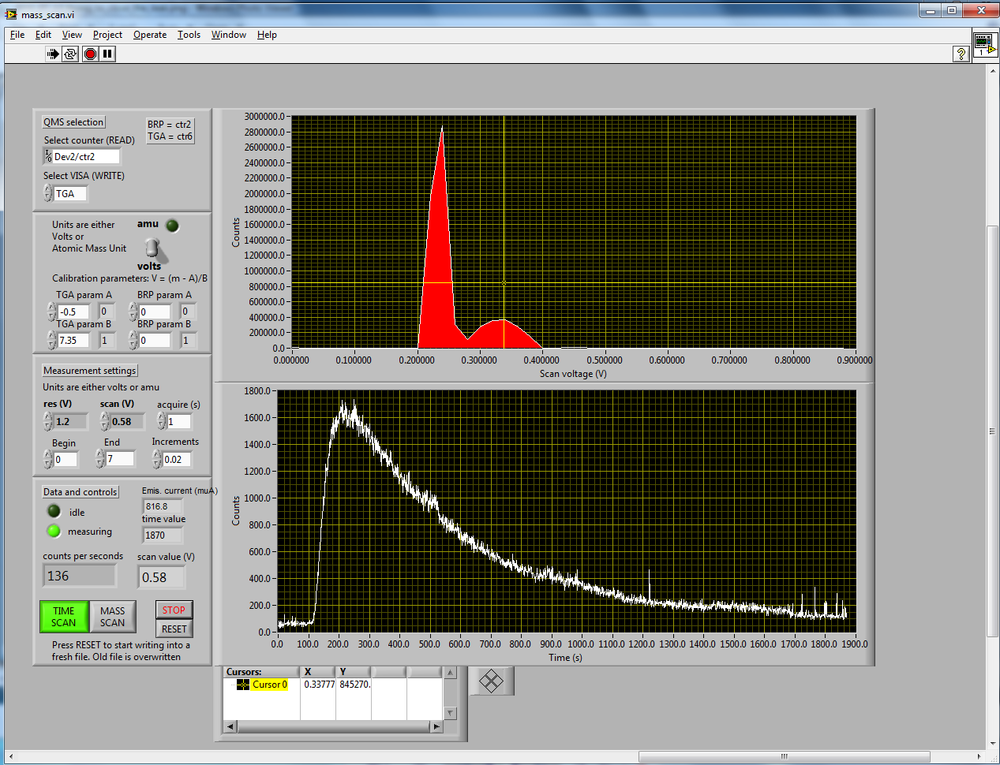 mass_scan.vi
File Edit View Project Operate Tools Window Help
1
QMS selection
BRP = ctr2
TGA = ctr6
Select counter (READ)
Dev2/ctr2
Select VISA (WRITE)
TGA
Units are either
Volts or
Atomic Mass Unit
amu
volts
Calibration parameters: V = (m - A)/B
TGA param A BRP param A
-0.5 0 0 0
TGA param B BRP param B
7.35 1 0 1
Measurement settings
Units are either volts or amu
res (V) scan (V) acquire (s)
1.2 0.58 1
Begin End Increments
0 7 0.02
Data and controls
Emis. current (muA)
idle
816.8
time value
measuring
1870
counts per seconds scan value (V)
136 0.58
TIME SCAN
MASS SCAN
STOP
RESET
Press RESET to start writing into a
fresh file. Old file is overwritten
Counts
3000000.0
2800000.0
2600000.0
2400000.0
2200000.0
2000000.0
1800000.0
1600000.0
1400000.0
1200000.0
1000000.0
800000.0
600000.0
400000.0
200000.0
0.0
0.000000 0.100000 0.200000 0.300000 0.400000 0.500000 0.600000 0.700000 0.800000 0.900000
Scan voltage (V)
Counts
1800.0
1600.0
1400.0
1200.0
1000.0
800.0
600.0
400.0
200.0
0.0
0.0 100.0 200.0 300.0 400.0 500.0 600.0 700.0 800.0 900.0 1000.0 1100.0 1200.0 1300.0 1400.0 1500.0 1600.0 1700.0 1800.0 1900.0
Time (s)
Cursors: X Y
Cursor 0 0.33777 845270.